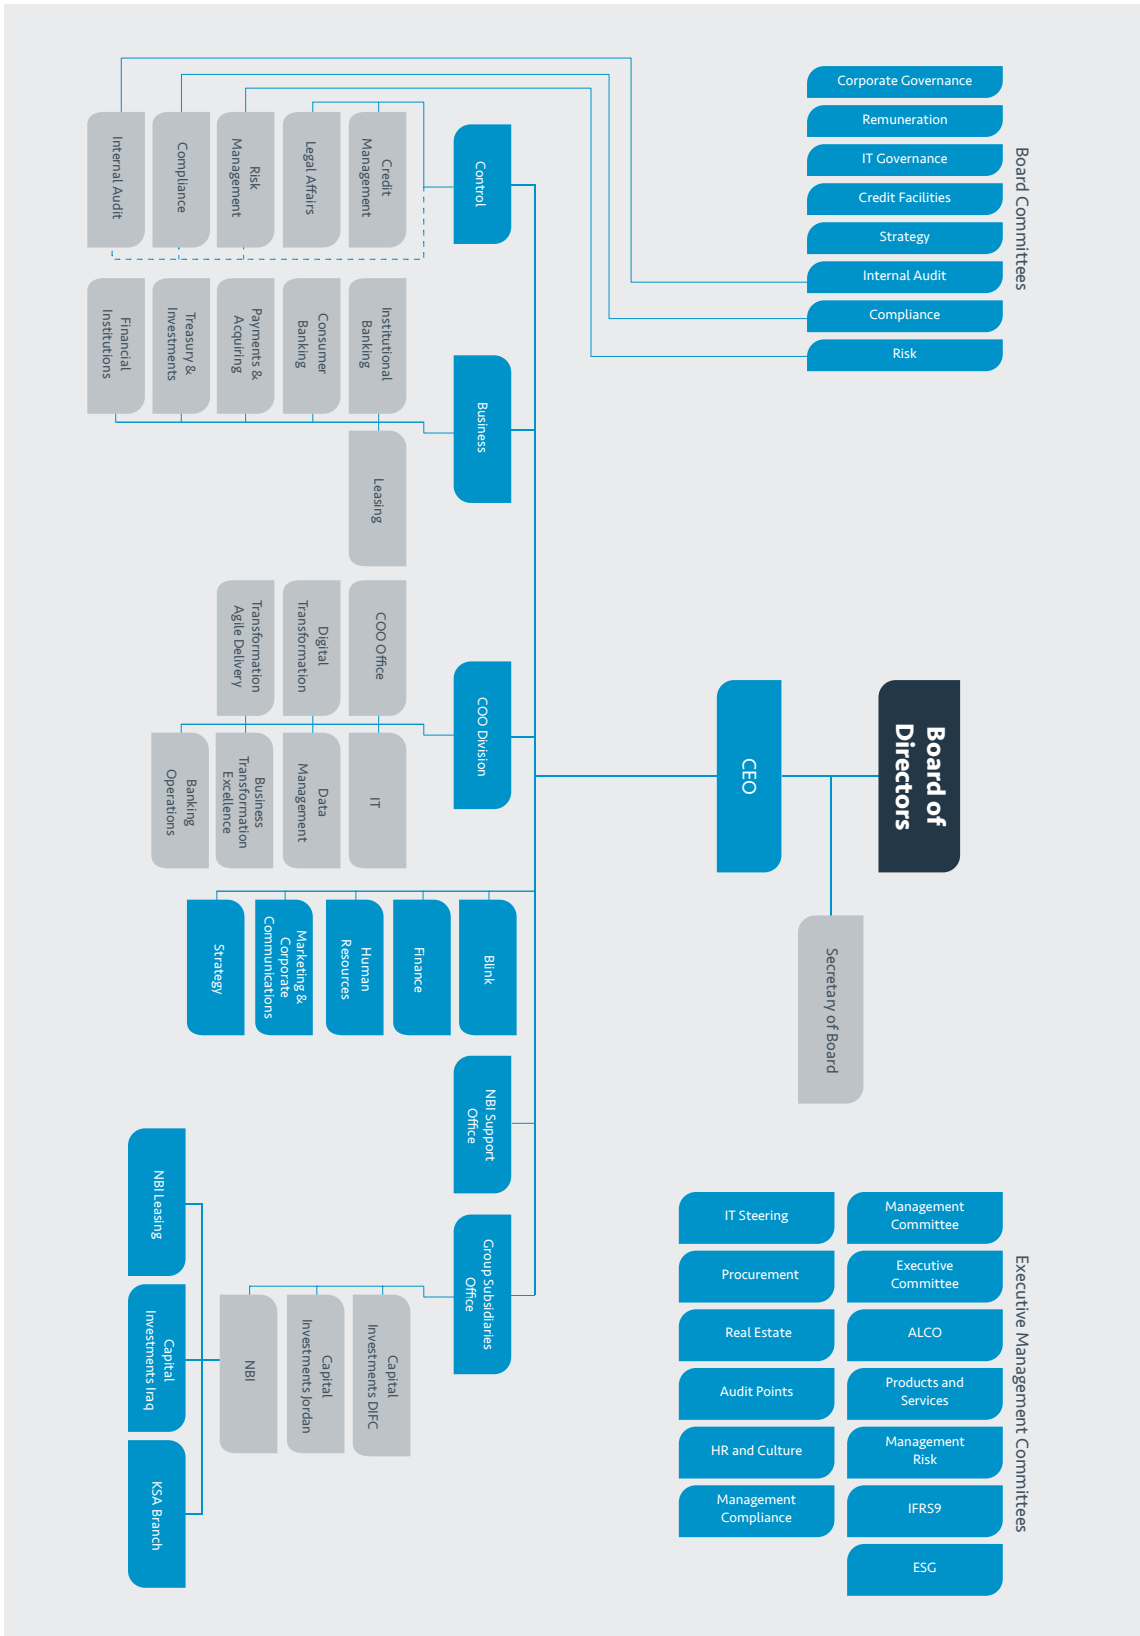 Board Committees
Corporate Governance
Remuneration
IT Governance
Credit Facilities
Strategy
Internal Audit
Compliance
Risk
Board of
Directors
Secretary of Board
CEO
Executive Management Committees
Management
Committee
Executive
Committee
ALCO
Products and
Services
Management
Risk
IFRS9
ESG
IT Steering
Procurement
Real Estate
Audit Points
HR and Culture
Management
Compliance
Control
Credit
Management
Legal Affairs
Risk
Management
Compliance
Internal Audit
Business
Institutional
Banking
Consumer
Banking
Payments &
Acquiring
Treasury &
Investments
Financial
Institutions
Leasing
COO Division
COO Office
Digital
Transformation
Transformation
Agile Delivery
IT
Data
Management
Business
Transformation
Excellence
Banking
Operations
Blink
Finance
Human
Resources
Marketing &
Corporate
Communications
Strategy
NBI Support
Office
Group Subsidiaries
Office
Capital
Investments DIFC
Capital
Investments Jordan
NBI
NBI Leasing
Capital
Investments Iraq
KSA Branch